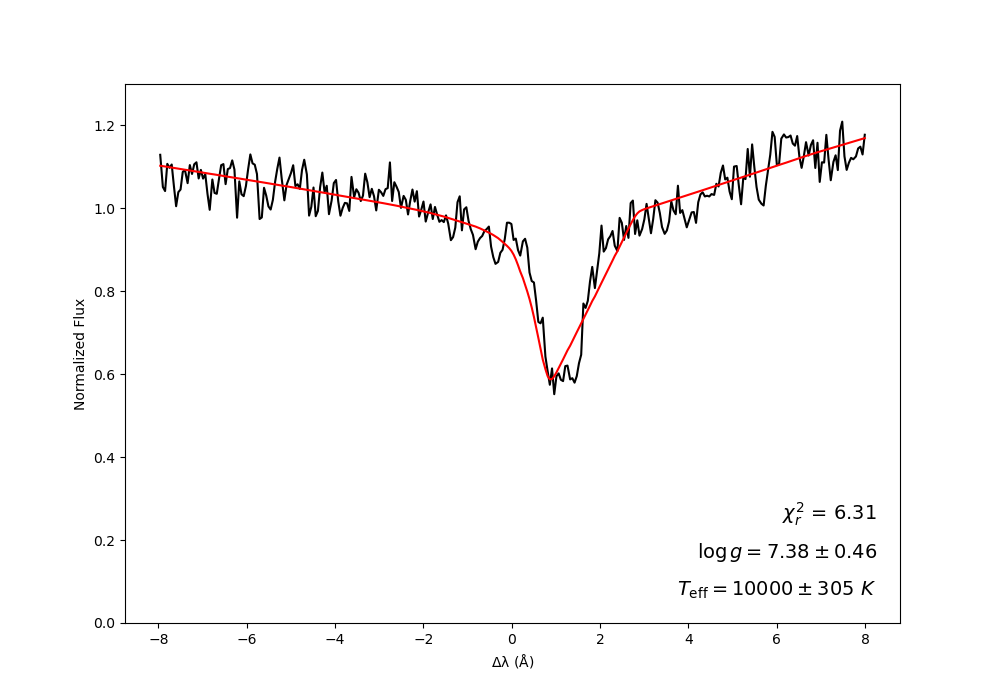 1.2
1.0
0.8
0.6
0.4
0.2
0.0
Normalized Flux
χ²ᵣ = 6.31
log g = 7.38 ± 0.46
T_eff = 10000 ± 305 K
−8 −6 −4 −2 0 2 4 6 8
Δλ (Å)